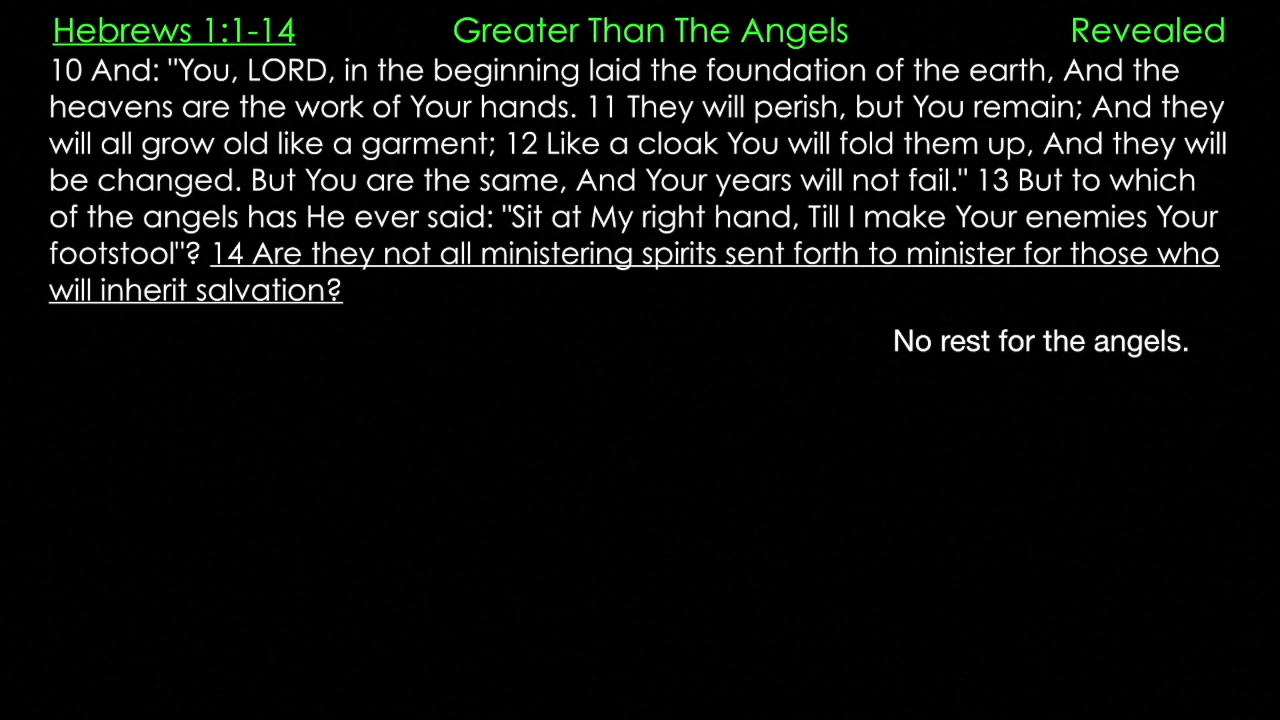 Hebrews 1:1-14 Greater Than The Angels Revealed
10 And: "You, LORD, in the beginning laid the foundation of the earth, And the
heavens are the work of Your hands. 11 They will perish, but You remain; And they
will all grow old like a garment; 12 Like a cloak You will fold them up, And they will
be changed. But You are the same, And Your years will not fail." 13 But to which
of the angels has He ever said: "Sit at My right hand, Till I make Your enemies Your
footstool"? 14 Are they not all ministering spirits sent forth to minister for those who
will inherit salvation?
No rest for the angels.